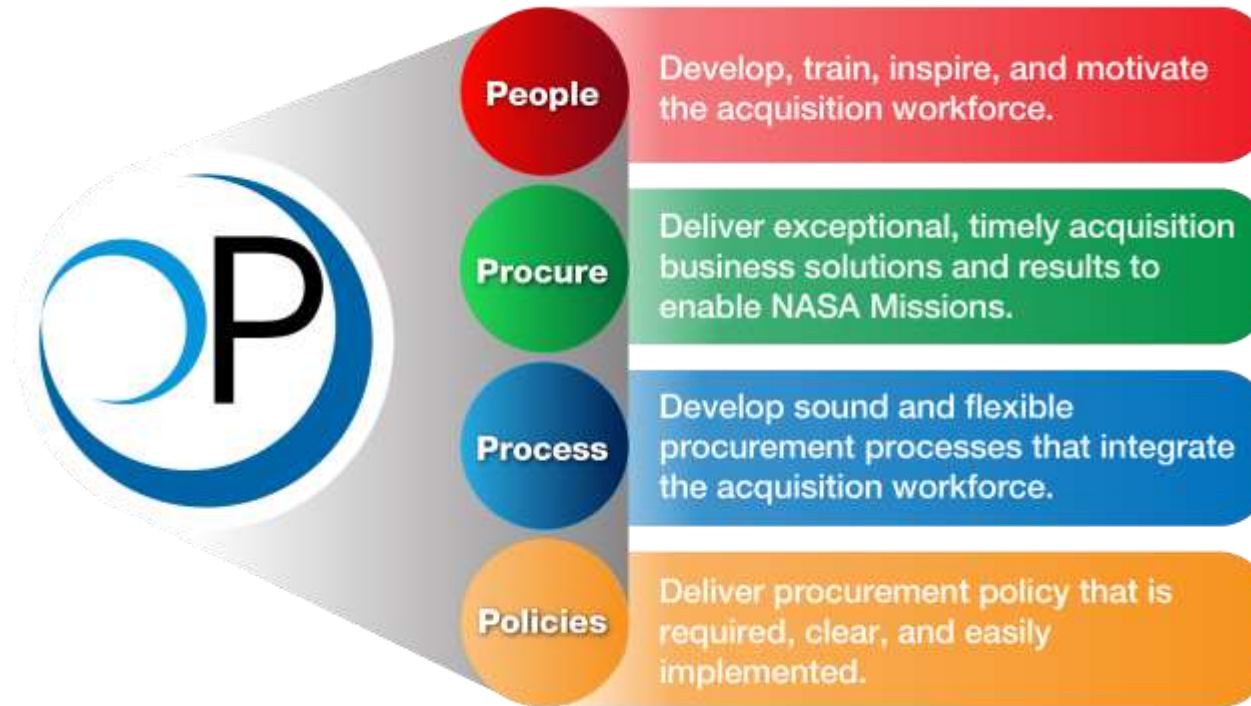 P
People
Develop, train, inspire, and motivate
the acquisition workforce.
Procure
Deliver exceptional, timely acquisition
business solutions and results to
enable NASA Missions.
Process
Develop sound and flexible
procurement processes that integrate
the acquisition workforce.
Policies
Deliver procurement policy that is
required, clear, and easily
implemented.